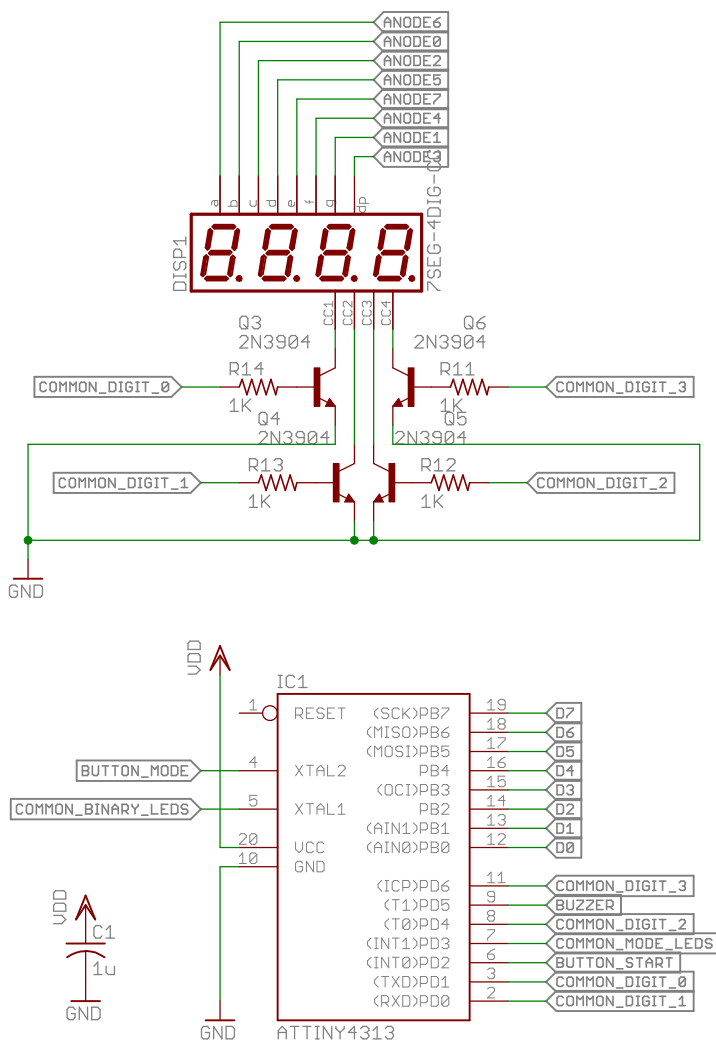 ANODE6
ANODE0
ANODE2
ANODE5
ANODE7
ANODE4
ANODE1
ANODE3
a b c d e f g dP
DISP1
7SEG-4DIG-CC
8.8.8.8.
CC1 CC2 CC3 CC4
Q3
2N3904
Q6
2N3904
COMMON_DIGIT_0
R14
1K
R11
1K
COMMON_DIGIT_3
Q4
2N3904
Q5
2N3904
COMMON_DIGIT_1
R13
1K
R12
1K
COMMON_DIGIT_2
GND
VDD
IC1
1 RESET
(SCK)PB7 19 D7
(MISO)PB6 18 D6
(MOSI)PB5 17 D5
BUTTON_MODE 4 XTAL2
PB4 16 D4
(OCI)PB3 15 D3
COMMON_BINARY_LEDS 5 XTAL1
PB2 14 D2
(AIN1)PB1 13 D1
20 VCC
(AIN0)PB0 12 D0
10 GND
(ICP)PD6 11 COMMON_DIGIT_3
(T1)PD5 9 BUZZER
(T0)PD4 8 COMMON_DIGIT_2
(INT1)PD3 7 COMMON_MODE_LEDS
(INT0)PD2 6 BUTTON_START
(TXD)PD1 3 COMMON_DIGIT_0
(RXD)PD0 2 COMMON_DIGIT_1
VDD
C1
1u
GND
GND
ATTINY4313